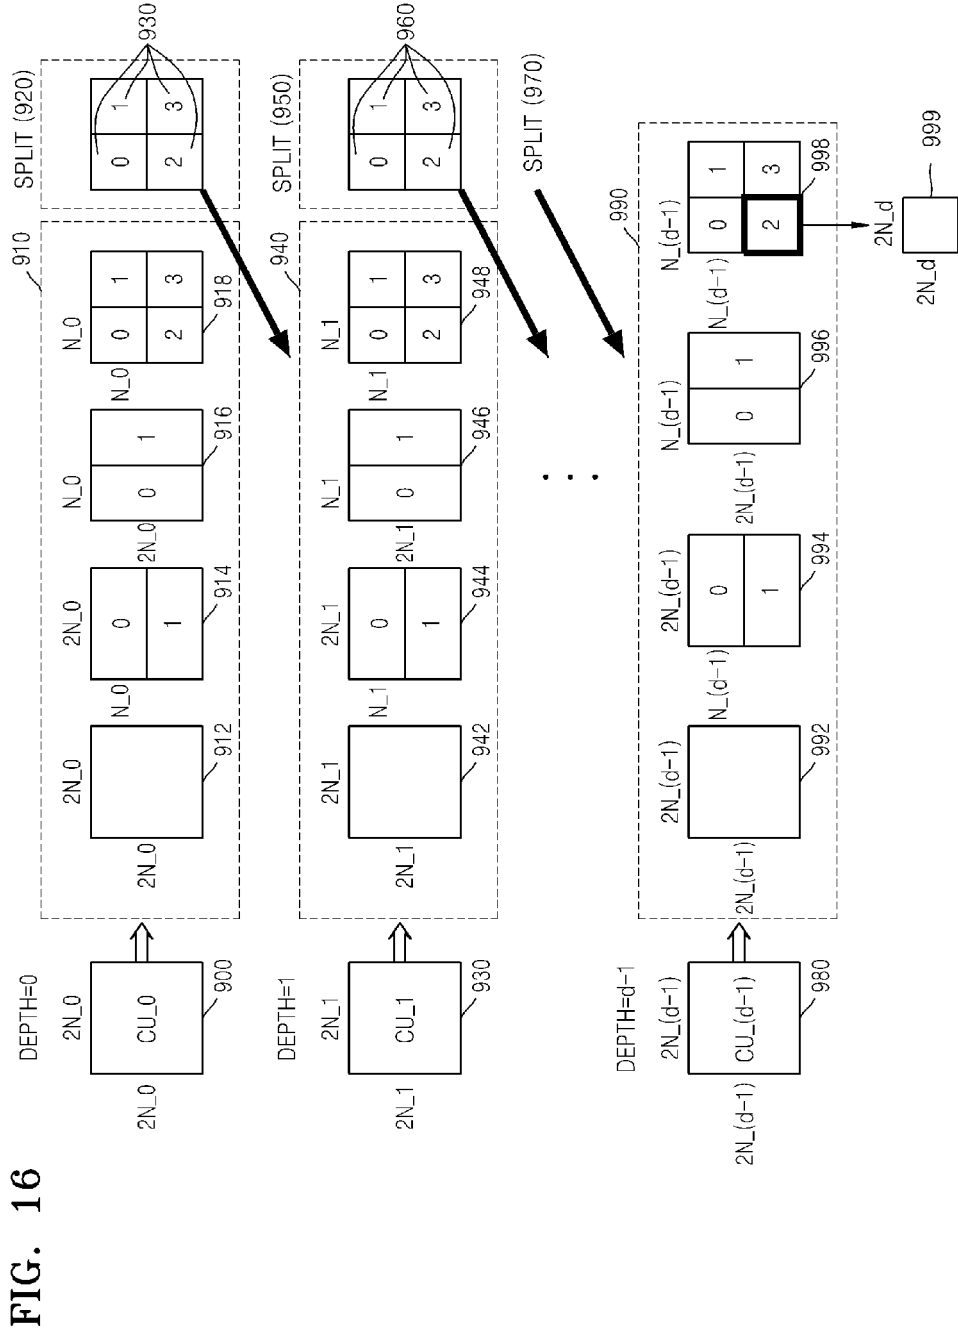 FIG. 16
DEPTH=0
2N_0
2N_0
CU_0
900
910
2N_0
2N_0
912
2N_0
N_0
0
1
914
N_0
2N_0
0
1
916
N_0
N_0
0
1
2
3
918
SPLIT (920)
0
1
2
3
930
DEPTH=1
2N_1
2N_1
CU_1
930
940
2N_1
2N_1
942
2N_1
N_1
0
1
944
N_1
2N_1
0
1
946
N_1
N_1
0
1
2
3
948
SPLIT (950)
0
1
2
3
960
SPLIT (970)
. . .
DEPTH=d-1
2N_(d-1)
2N_(d-1)
CU_(d-1)
980
990
2N_(d-1)
2N_(d-1)
992
2N_(d-1)
N_(d-1)
0
1
994
N_(d-1)
2N_(d-1)
0
1
996
N_(d-1)
N_(d-1)
0
1
2
3
998
2N_d
2N_d
999